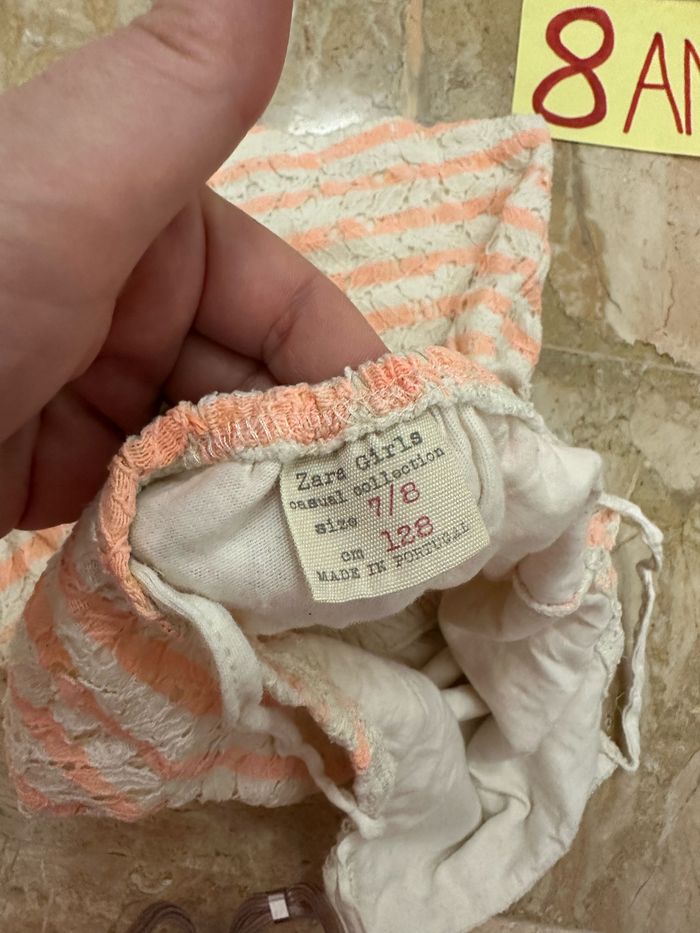 8 AN
Zara Girls
casual collection
size 7/8
cm 128
MADE IN PORTUGAL